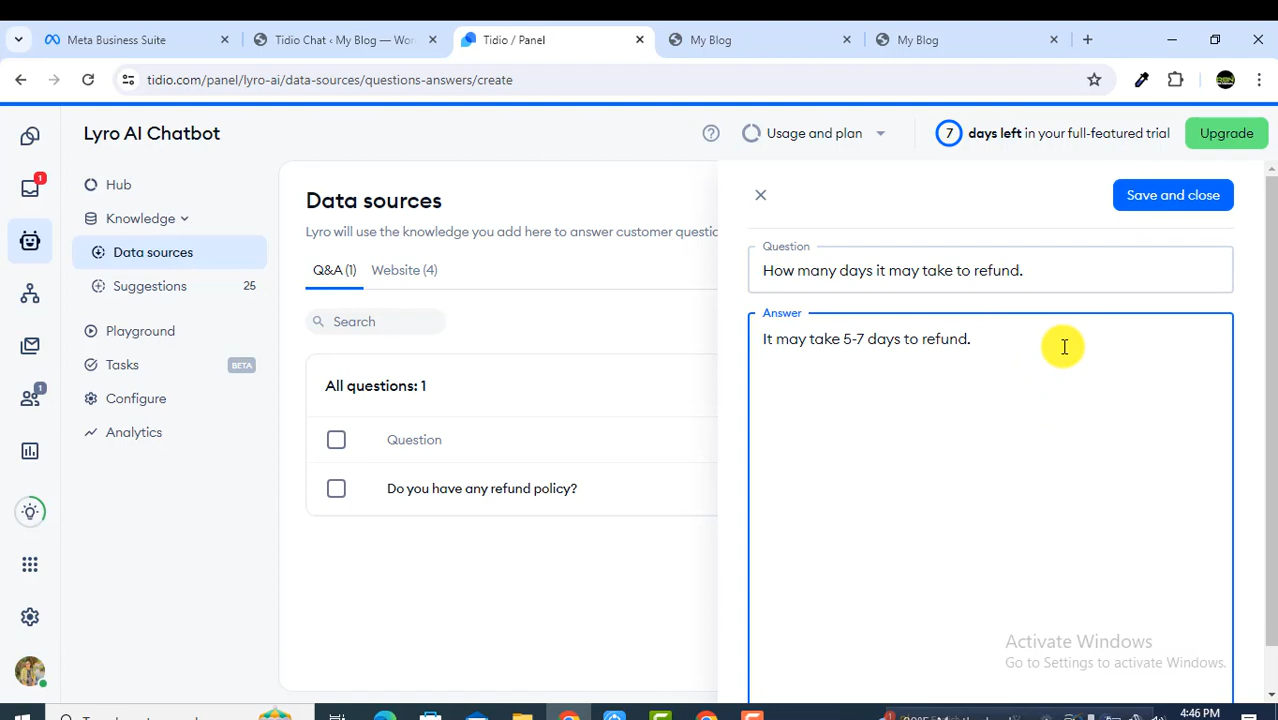 Meta Business Suite
Tidio Chat ‹ My Blog — Wor
Tidio / Panel
My Blog
My Blog
tidio.com/panel/lyro-ai/data-sources/questions-answers/create
Lyro AI Chatbot
Usage and plan
7 days left in your full-featured trial
Upgrade
1
Hub
Knowledge
Data sources
Suggestions 25
Playground
Tasks BETA
Configure
Analytics
1
Data sources
Lyro will use the knowledge you add here to answer customer questio
Q&A (1) Website (4)
Search
All questions: 1
Question
Do you have any refund policy?
Save and close
Question
How many days it may take to refund.
Answer
It may take 5-7 days to refund.
Activate Windows
Go to Settings to activate Windows.
4:46 PM